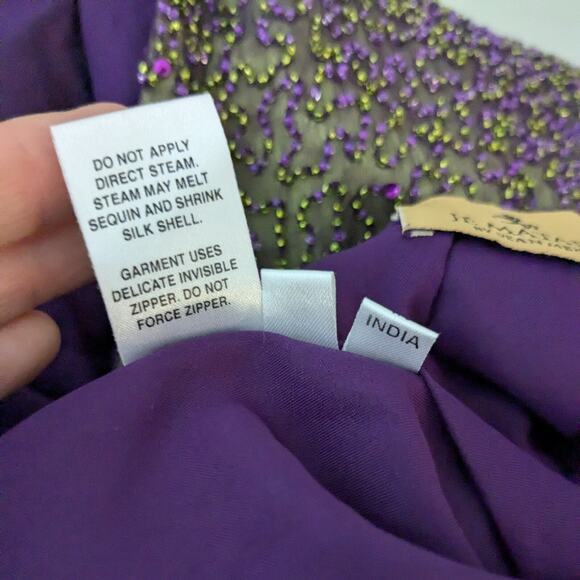 DO NOT APPLY
DIRECT STEAM.
STEAM MAY MELT
SEQUIN AND SHRINK
SILK SHELL.
GARMENT USES
DELICATE INVISIBLE
ZIPPER. DO NOT
FORCE ZIPPER.
INDIA